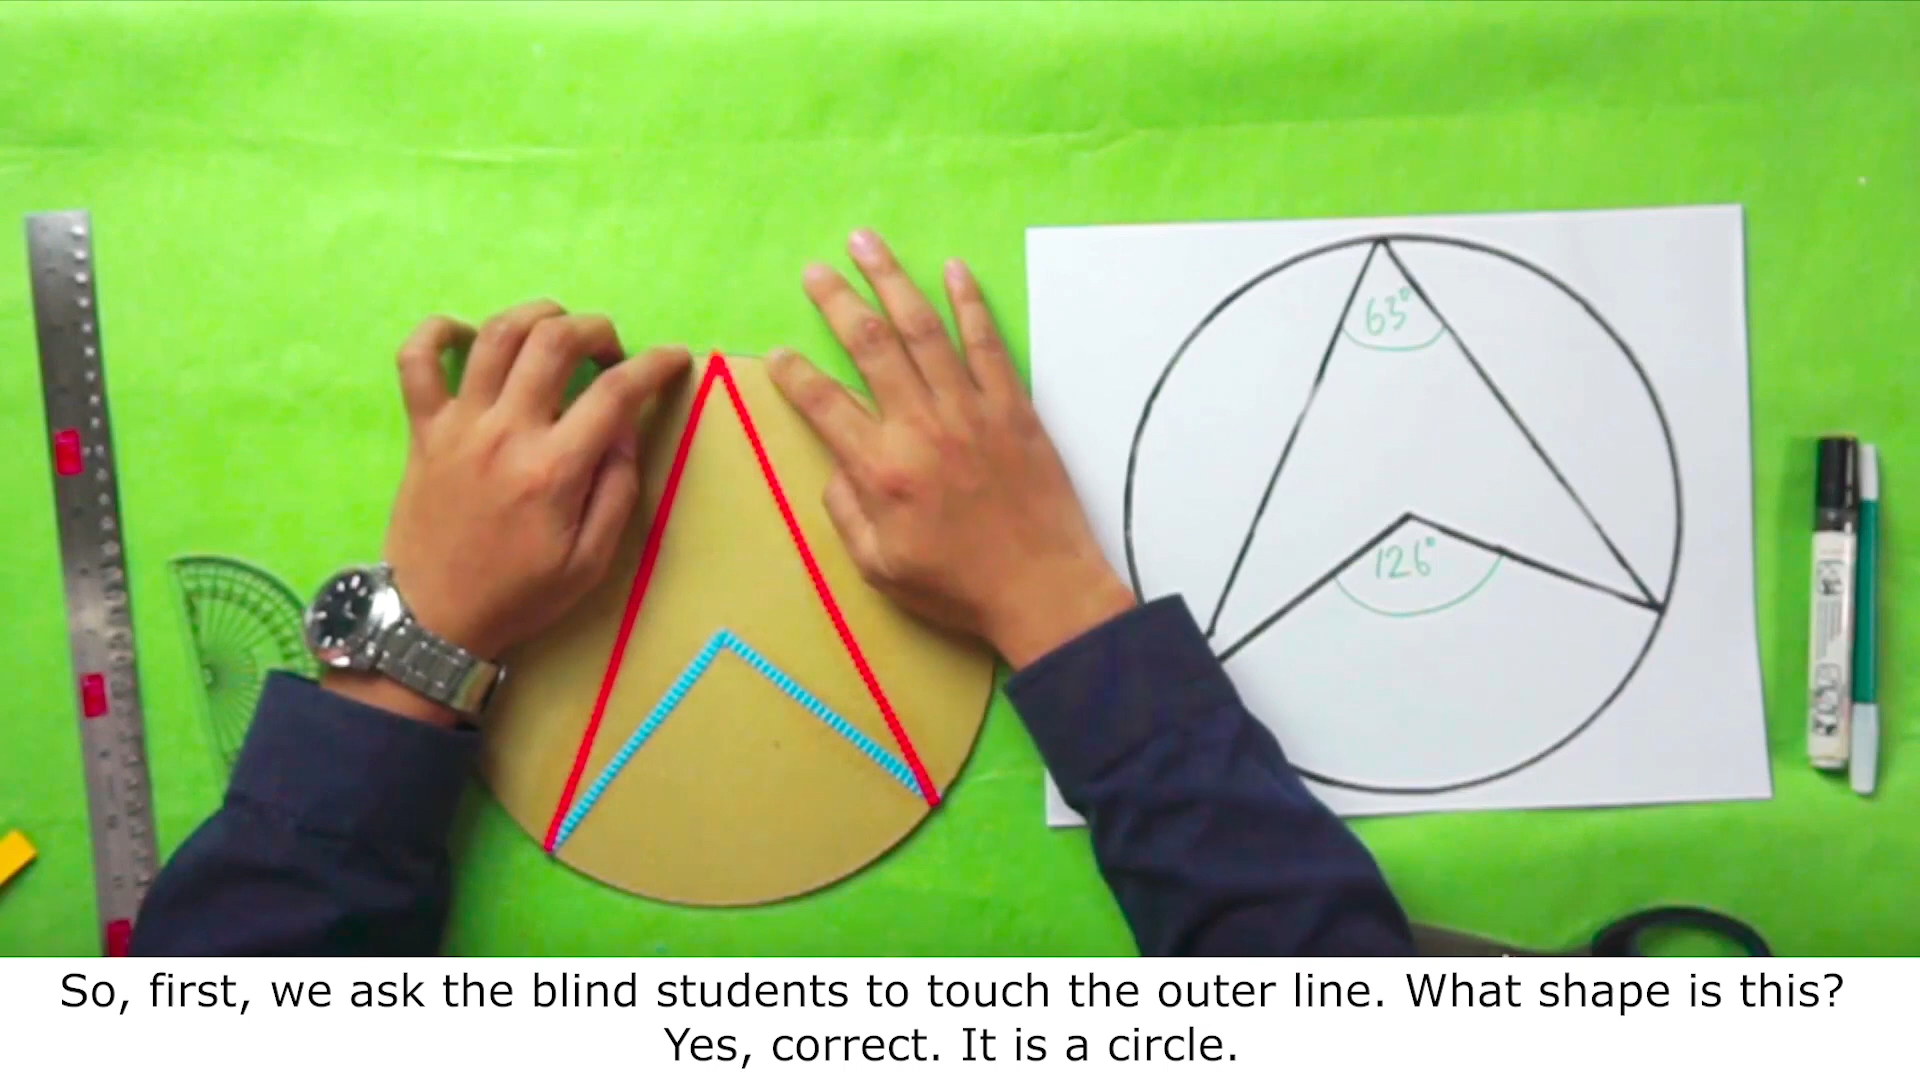 63°
126°
So, first, we ask the blind students to touch the outer line. What shape is this?
Yes, correct. It is a circle.